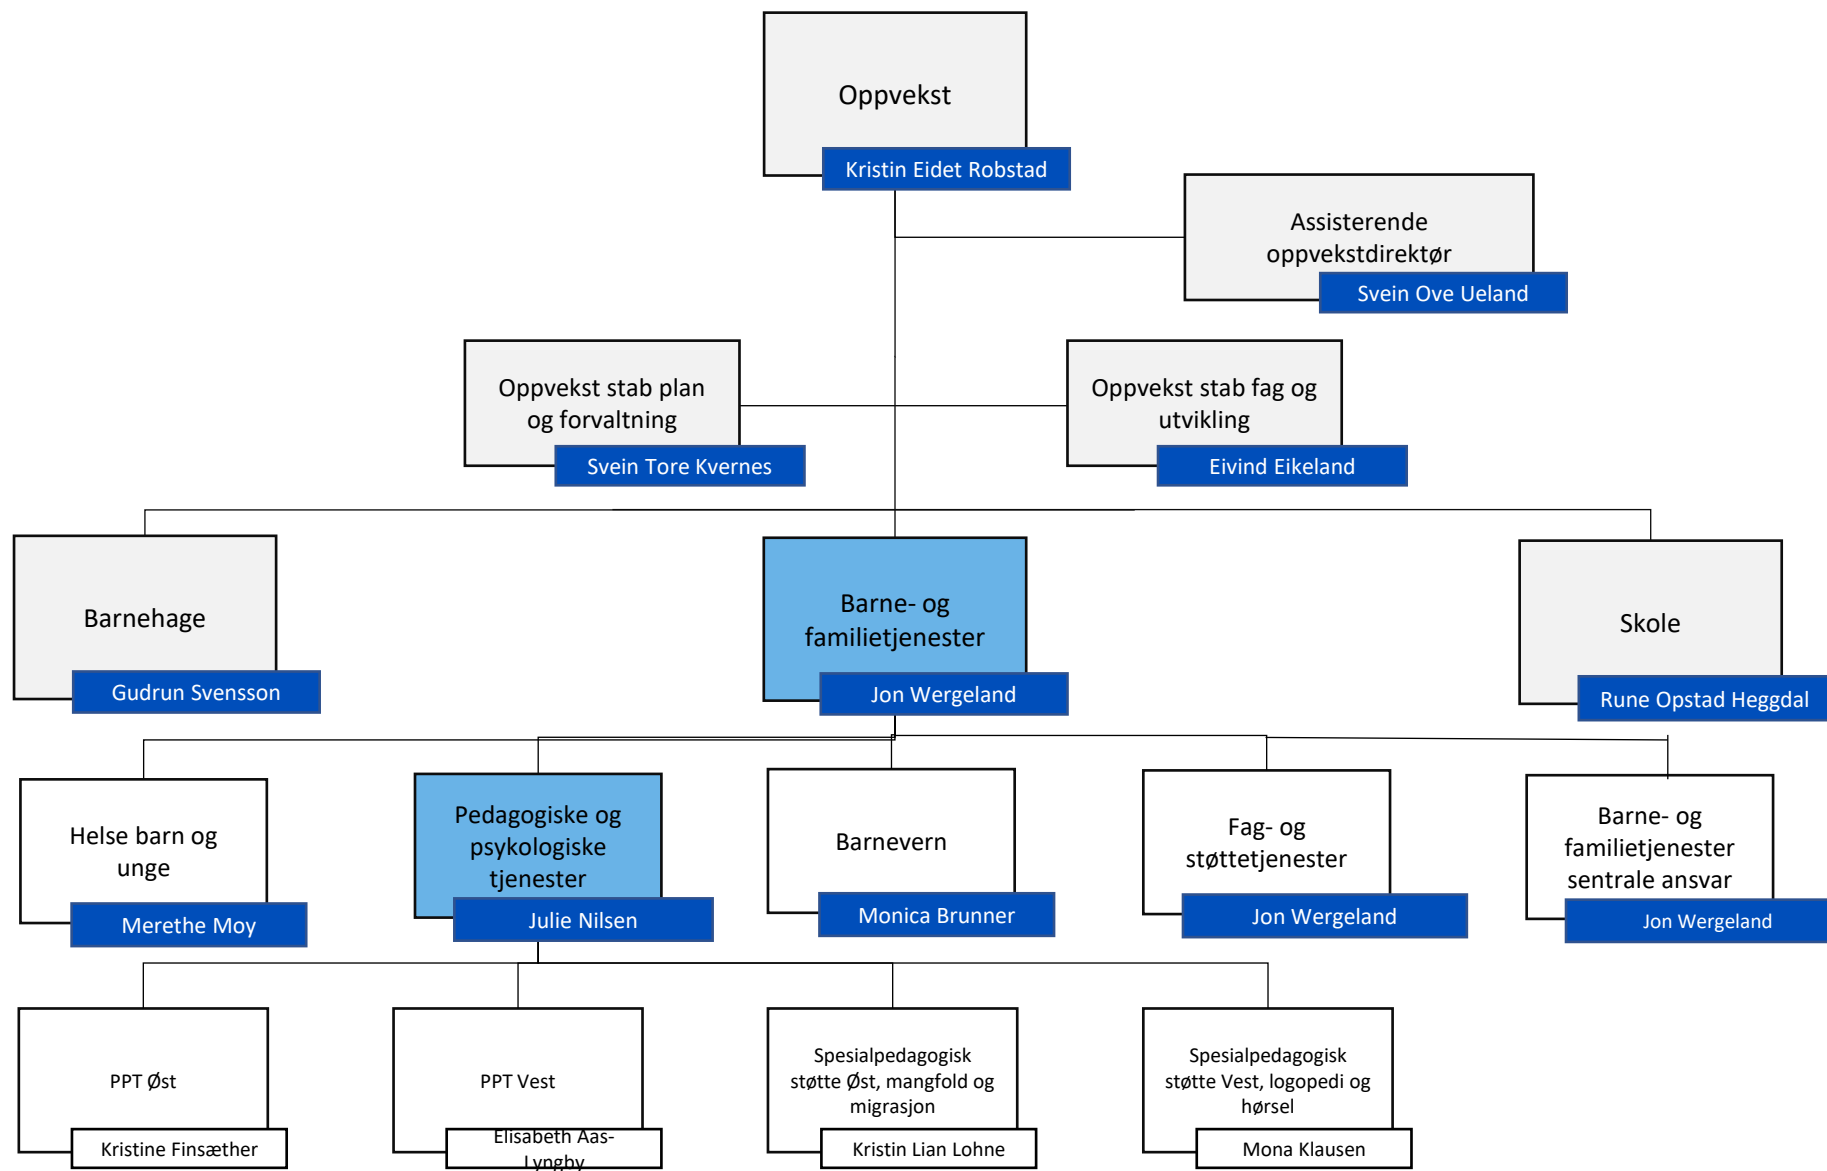 Oppvekst
Kristin Eidet Robstad
Assisterende
oppvekstdirektør
Svein Ove Ueland
Oppvekst stab plan
og forvaltning
Svein Tore Kvernes
Oppvekst stab fag og
utvikling
Eivind Eikeland
Barnehage
Gudrun Svensson
Barne- og
familietjenester
Jon Wergeland
Skole
Rune Opstad Heggdal
Helse barn og
unge
Merethe Moy
Pedagogiske og
psykologiske
tjenester
Julie Nilsen
Barnevern
Monica Brunner
Fag- og
støttetjenester
Jon Wergeland
Barne- og
familietjenester
sentrale ansvar
Jon Wergeland
PPT Øst
Kristine Finsæther
PPT Vest
Elisabeth Aas-
Lyngby
Spesialpedagogisk
støtte Øst, mangfold og
migrasjon
Kristin Lian Lohne
Spesialpedagogisk
støtte Vest, logopedi og
hørsel
Mona Klausen